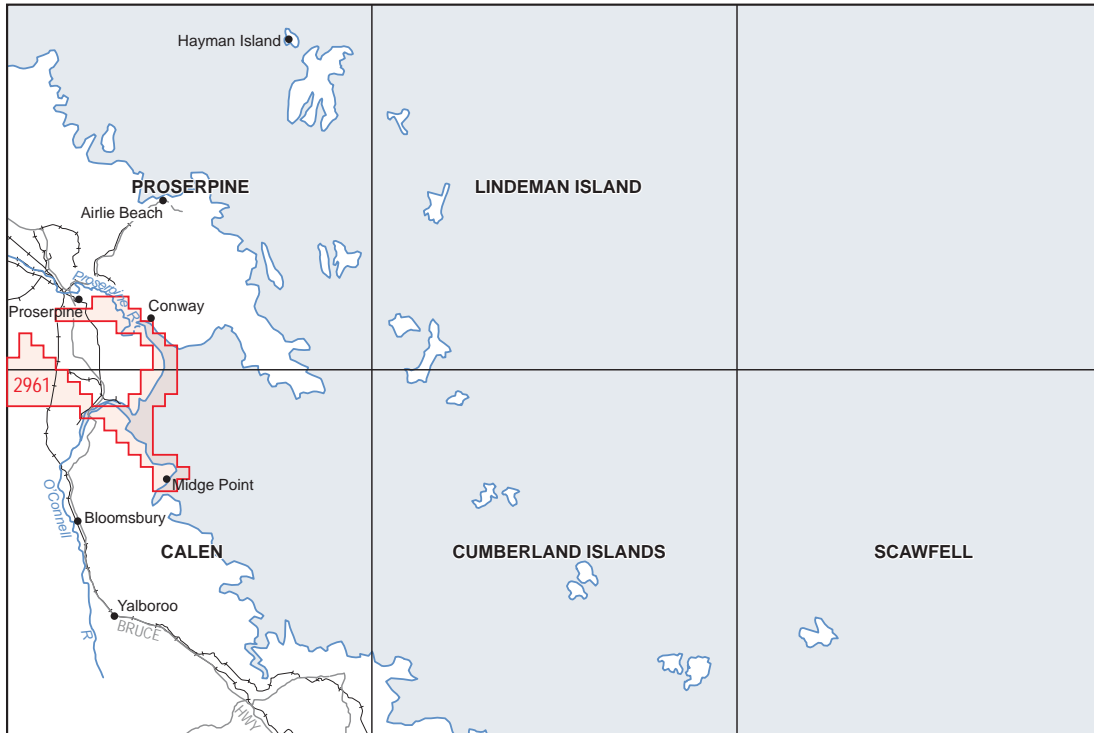 Hayman Island
PROSERPINE
LINDEMAN ISLAND
Airlie Beach
Proserpine R
Proserpine
Conway
2961
Midge Point
O'Connell
R
Bloomsbury
CALEN
CUMBERLAND ISLANDS
SCAWFELL
Yalboroo
BRUCE
HWY